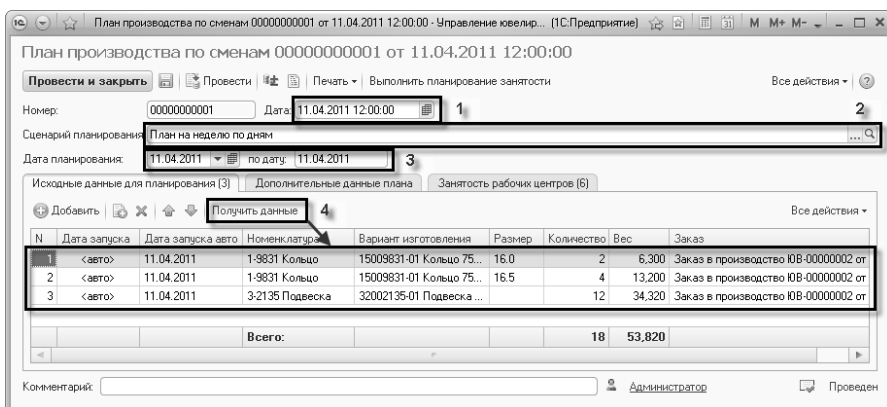 План производства по сменам 00000000001 от 11.04.2011 12:00:00 - Управление ювелир... (1С:Предприятие) M M+ M-
План производства по сменам 00000000001 от 11.04.2011 12:00:00
Провести и закрыть Провести Печать Выполнить планирование занятости Все действия
Номер: 00000000001 Дата: 11.04.2011 12:00:00 1 2
Сценарий планирования План на неделю по дням ...
Дата планирования: 11.04.2011 по дату: 11.04.2011 3
Исходные данные для планирования (3) Дополнительные данные плана Занятость рабочих центров (6)
Добавить Получить данные 4 Все действия
N Дата запуска Дата запуска авто Номенклатура Вариант изготовления Размер Количество Вес Заказ
1 <авто> 11.04.2011 1-9831 Кольцо 15009831-01 Кольцо 75... 16.0 2 6,300 Заказ в производство ЮВ-00000002 от
2 <авто> 11.04.2011 1-9831 Кольцо 15009831-01 Кольцо 75... 16.5 4 13,200 Заказ в производство ЮВ-00000002 от
3 <авто> 11.04.2011 3-2135 Подвеска 32002135-01 Подвеска ... 12 34,320 Заказ в производство ЮВ-00000002 от
Всего: 18 53,820
Комментарий: Администратор Проведен